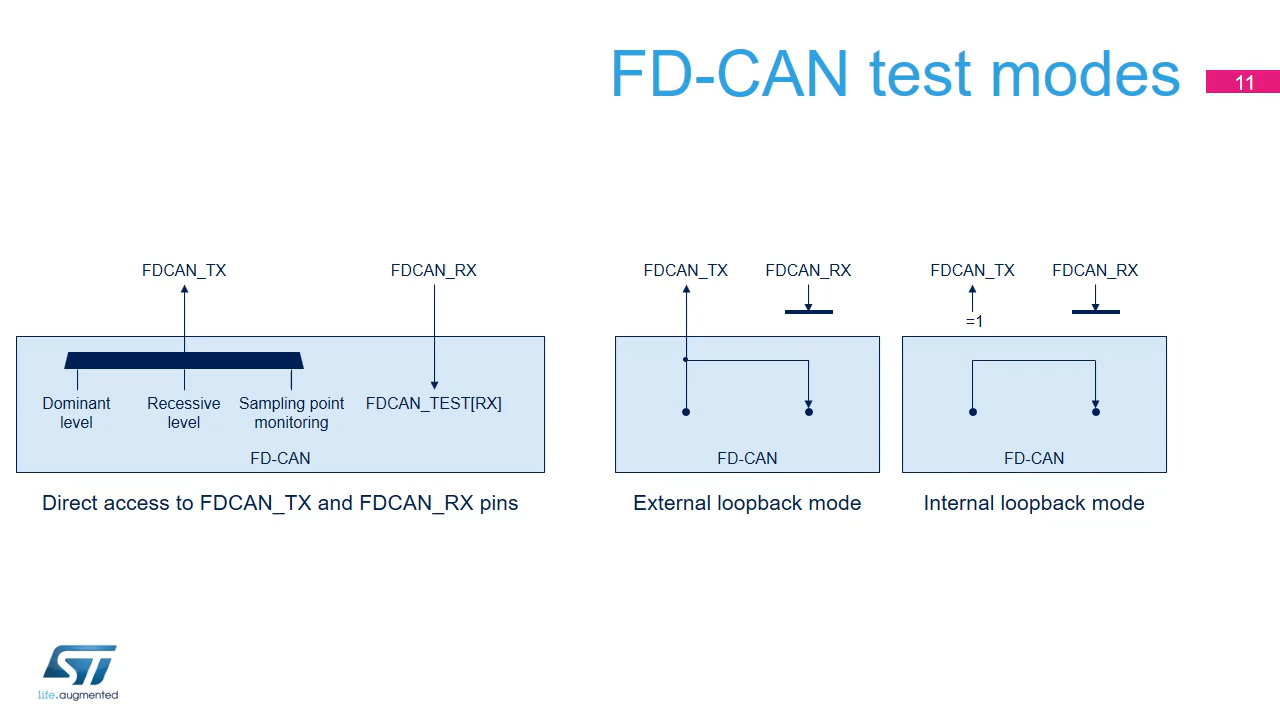 FD-CAN test modes
11
FDCAN_TX
FDCAN_RX
Dominant
level
Recessive
level
Sampling point
monitoring
FDCAN_TEST[RX]
FD-CAN
Direct access to FDCAN_TX and FDCAN_RX pins
FDCAN_TX
FDCAN_RX
FD-CAN
External loopback mode
FDCAN_TX
FDCAN_RX
=1
FD-CAN
Internal loopback mode
ST
life.augmented